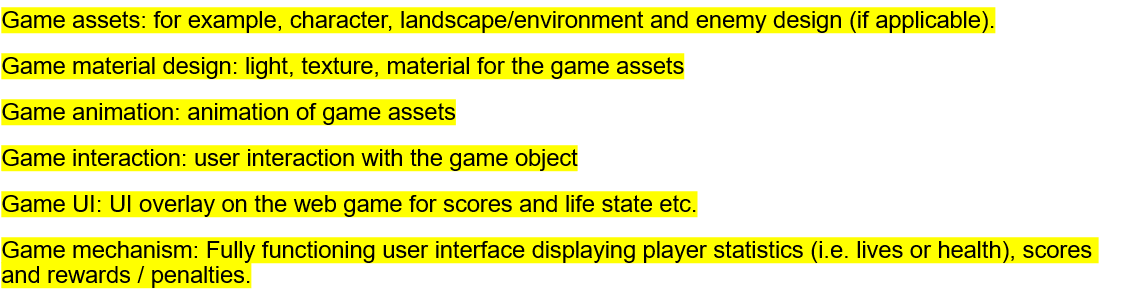 Game assets: for example, character, landscape/environment and enemy design (if applicable).
Game material design: light, texture, material for the game assets
Game animation: animation of game assets
Game interaction: user interaction with the game object
Game UI: UI overlay on the web game for scores and life state etc.
Game mechanism: Fully functioning user interface displaying player statistics (i.e. lives or health), scores
and rewards / penalties.